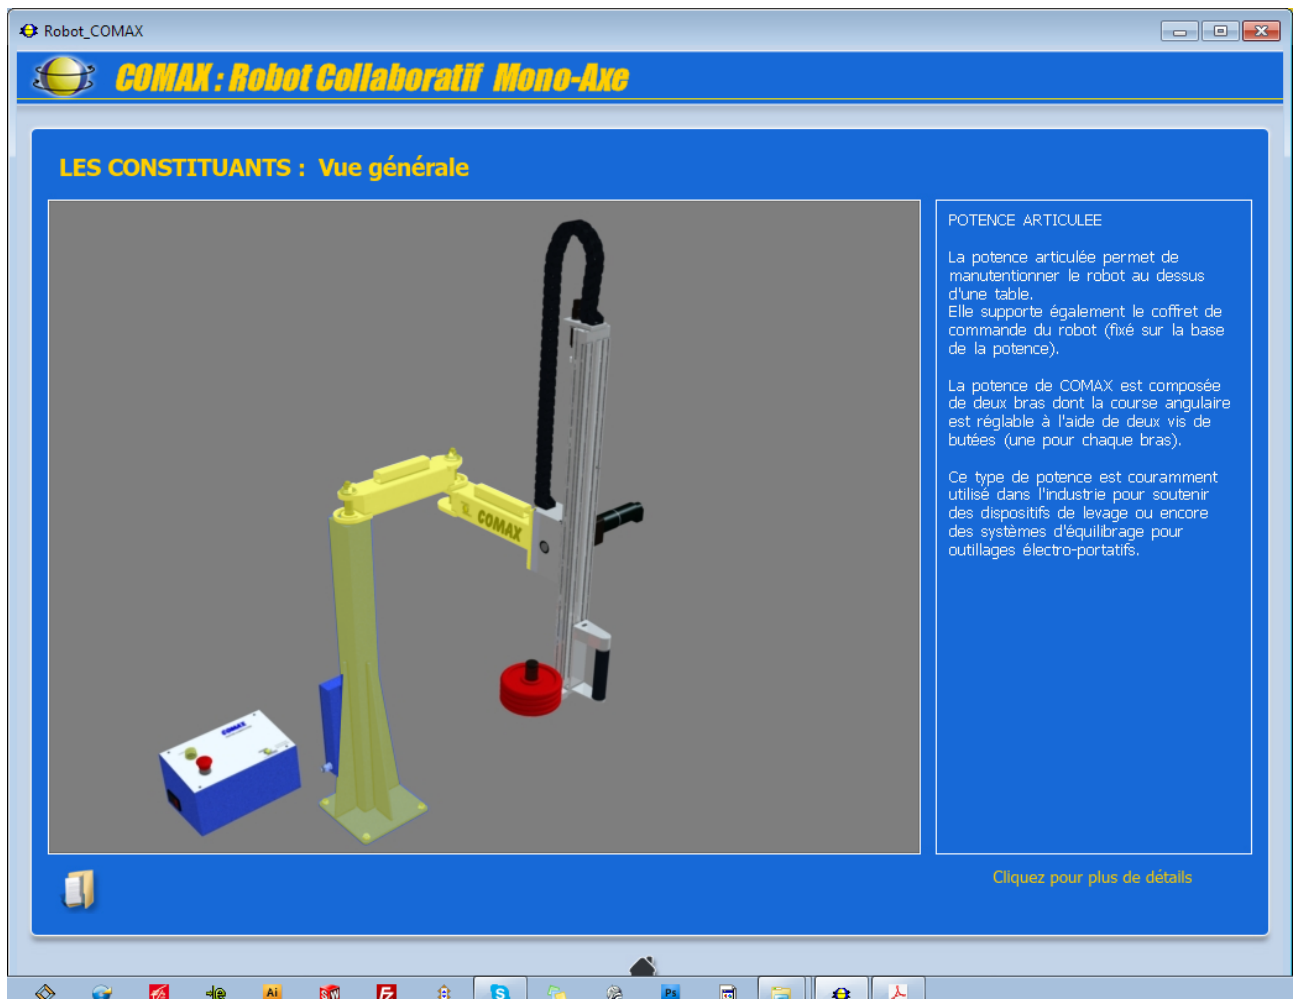 Robot_COMAX
COMAX : Robot Collaboratif Mono-Axe
LES CONSTITUANTS : Vue générale
POTENCE ARTICULEE
La potence articulée permet de
manutentionner le robot au dessus
d'une table.
Elle supporte également le coffret de
commande du robot (fixé sur la base
de la potence).
La potence de COMAX est composée
de deux bras dont la course angulaire
est réglable à l'aide de deux vis de
butées (une pour chaque bras).
Ce type de potence est couramment
utilisé dans l'industrie pour soutenir
des dispositifs de levage ou encore
des systèmes d'équilibrage pour
outillages électro-portatifs.
COMAX
COMAX
Cliquez pour plus de détails
Ai
SW
Fz
S
Ps